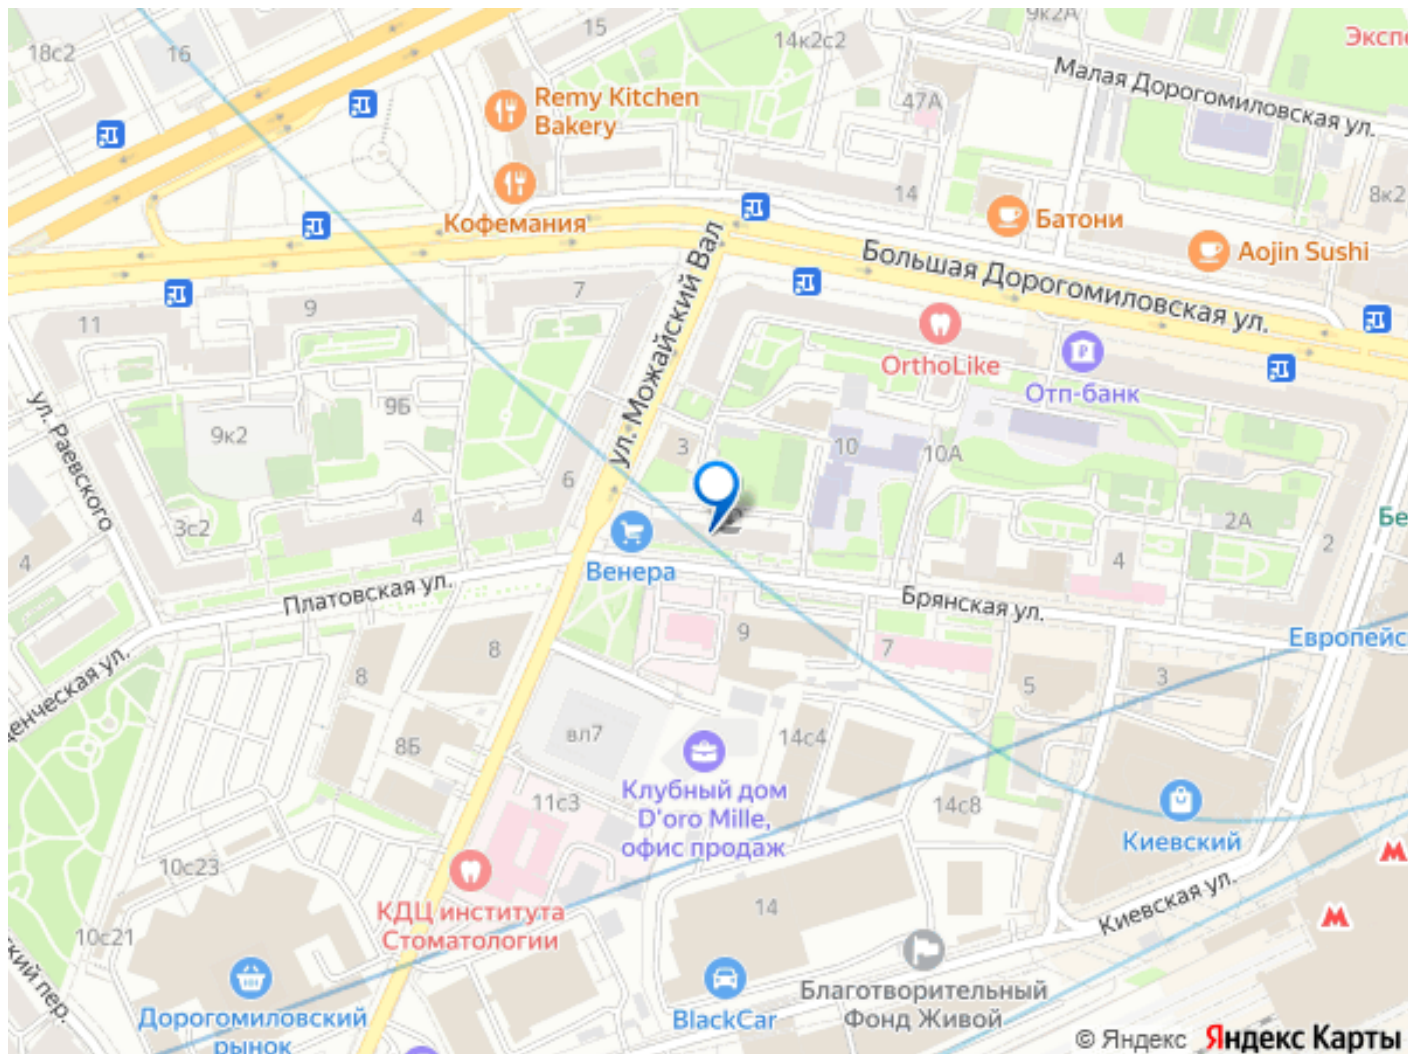 9к2А
18с2
16
15
14к2с2
Экспе
Малая Дорогомиловская ул.
47А
Remy Kitchen
Bakery
14
8к2
Кофемания
Батони
Aojin Sushi
Большая Дорогомиловская ул.
ул. Можайский Вал
7
9
11
OrthoLike
Отп-банк
ул. Раевского
9Б
9к2
3
10
10А
6
4
3с2
2
2А
2
Бе
4
4
Венера
Платовская ул.
Брянская ул.
Европейс
9
7
8
8
5
3
денческая ул.
8Б
вл7
14с4
Клубный дом
D'oro Mille,
офис продаж
11с3
14с8
Киевский
10с23
КДЦ института
Стоматологии
14
Киевская ул.
10с21
ский пер.
Дорогомиловский
рынок
BlackCar
Благотворительный
Фонд Живой
© Яндекс Яндекс Карты